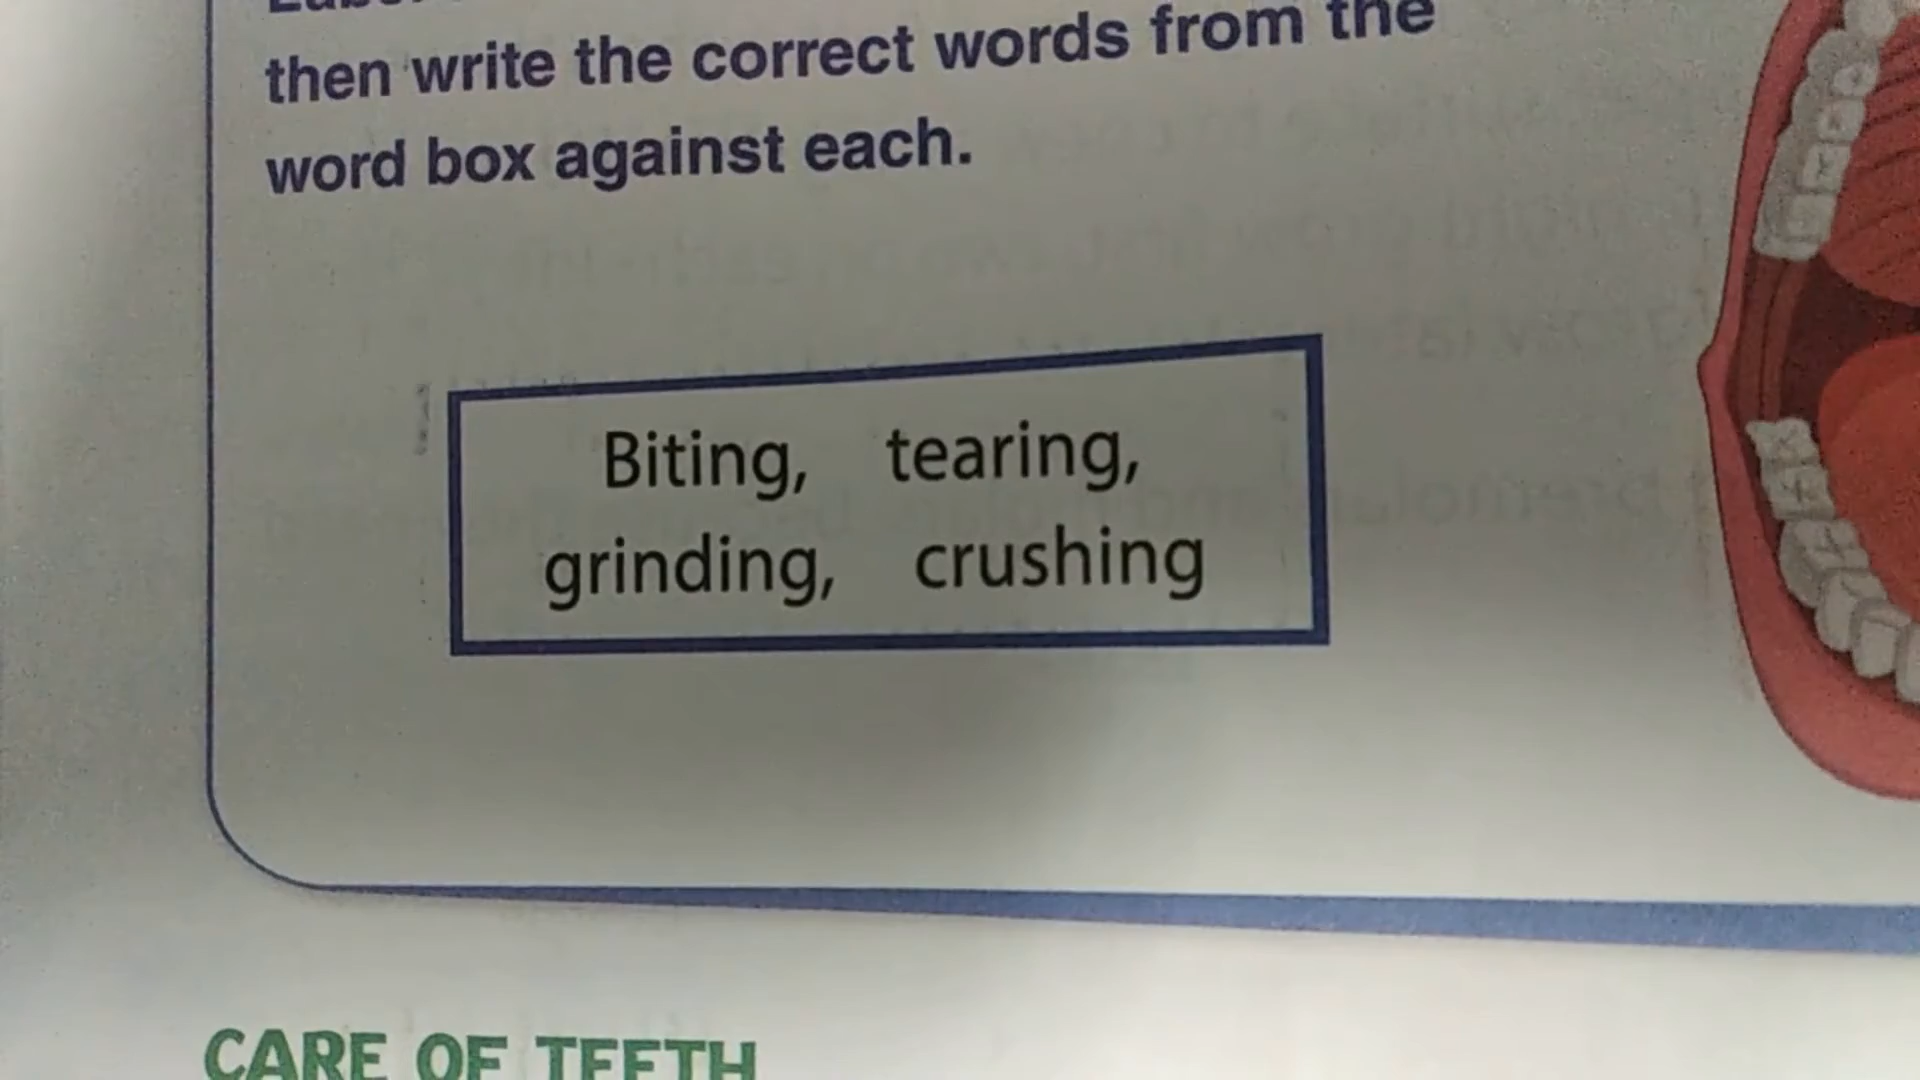 then write the correct words from the
word box against each.
Biting, tearing,
grinding, crushing
CARE OF TEETH